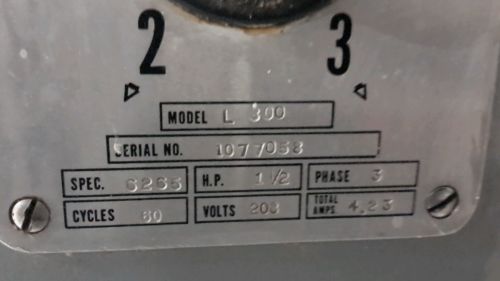 2 3
MODEL L 300
SERIAL NO. 1077058
SPEC. 6265 H.P. 1 1/2 PHASE 3
CYCLES 60 VOLTS 208 TOTAL AMPS. 4.23